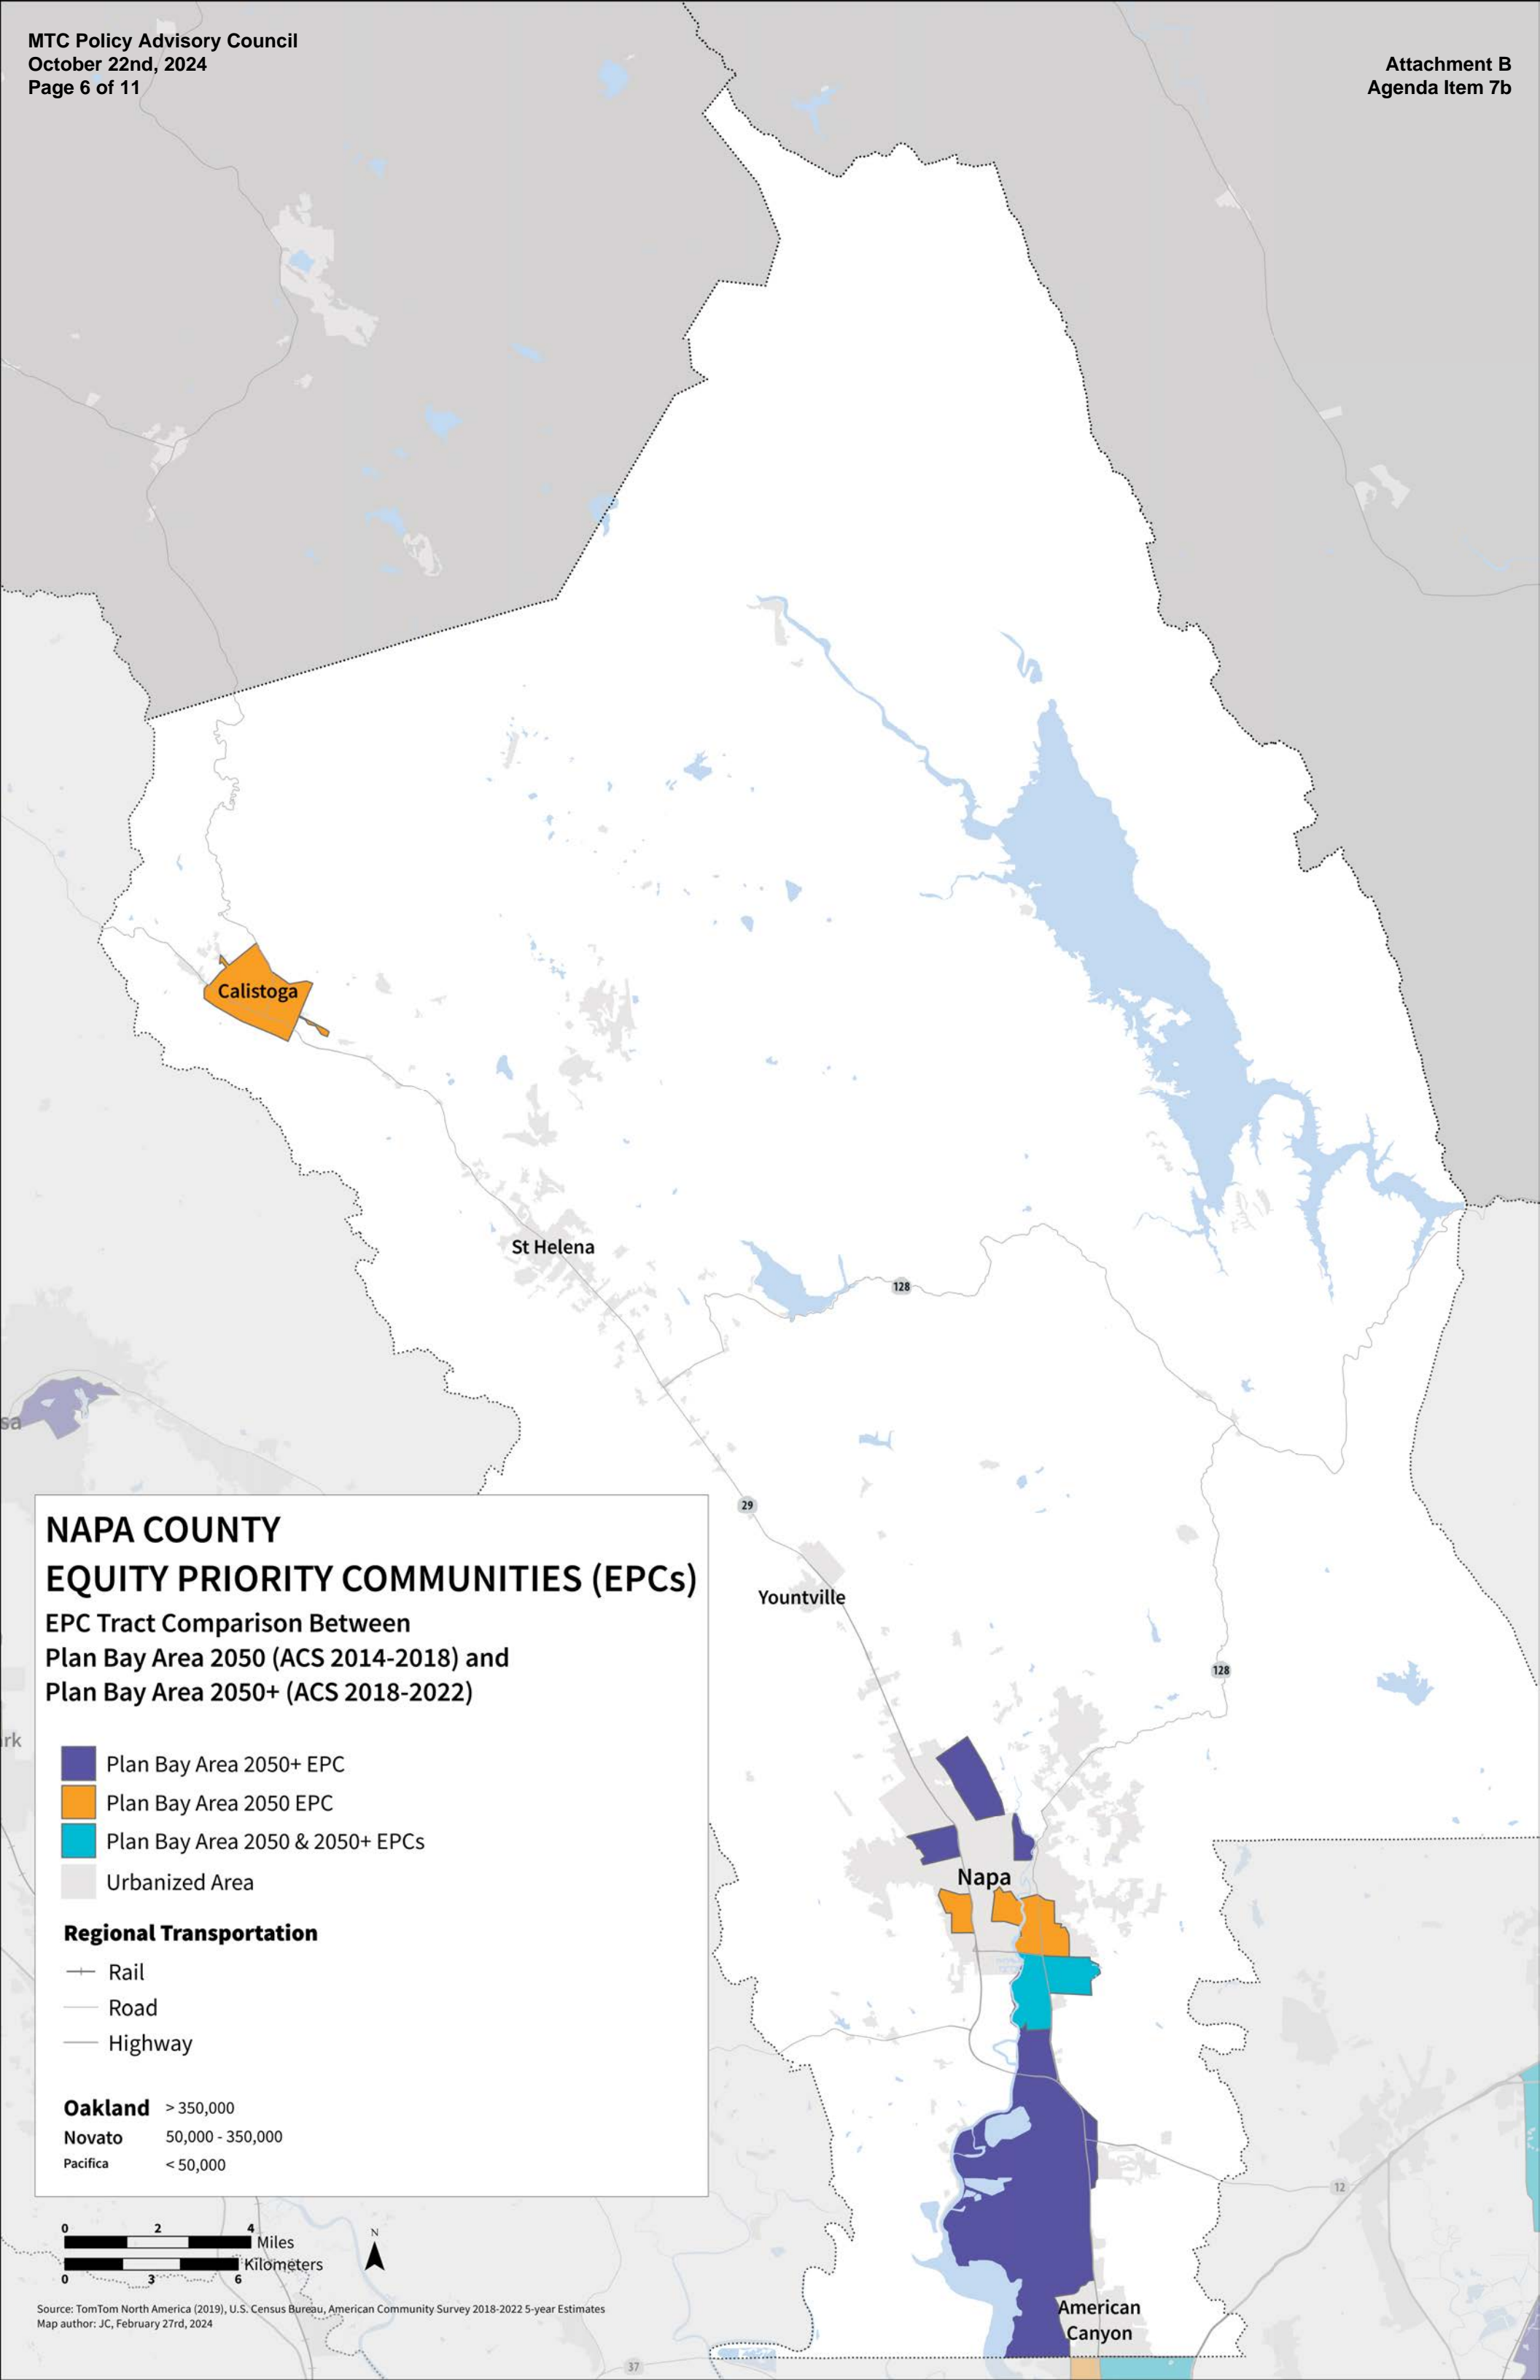 MTC Policy Advisory Council
October 22nd, 2024
Page 6 of 11
Attachment B
Agenda Item 7b
Calistoga
St Helena
128
sa
29
Yountville
128
rk
Napa
12
American
Canyon
37
NAPA COUNTY
EQUITY PRIORITY COMMUNITIES (EPCs)
EPC Tract Comparison Between
Plan Bay Area 2050 (ACS 2014-2018) and
Plan Bay Area 2050+ (ACS 2018-2022)
Plan Bay Area 2050+ EPC
Plan Bay Area 2050 EPC
Plan Bay Area 2050 & 2050+ EPCs
Urbanized Area
Regional Transportation
Rail
Road
Highway
Oakland > 350,000
Novato 50,000 - 350,000
Pacifica < 50,000
0 2 4
Miles
Kilometers
0 3 6
N
Source: TomTom North America (2019), U.S. Census Bureau, American Community Survey 2018-2022 5-year Estimates
Map author: JC, February 27rd, 2024